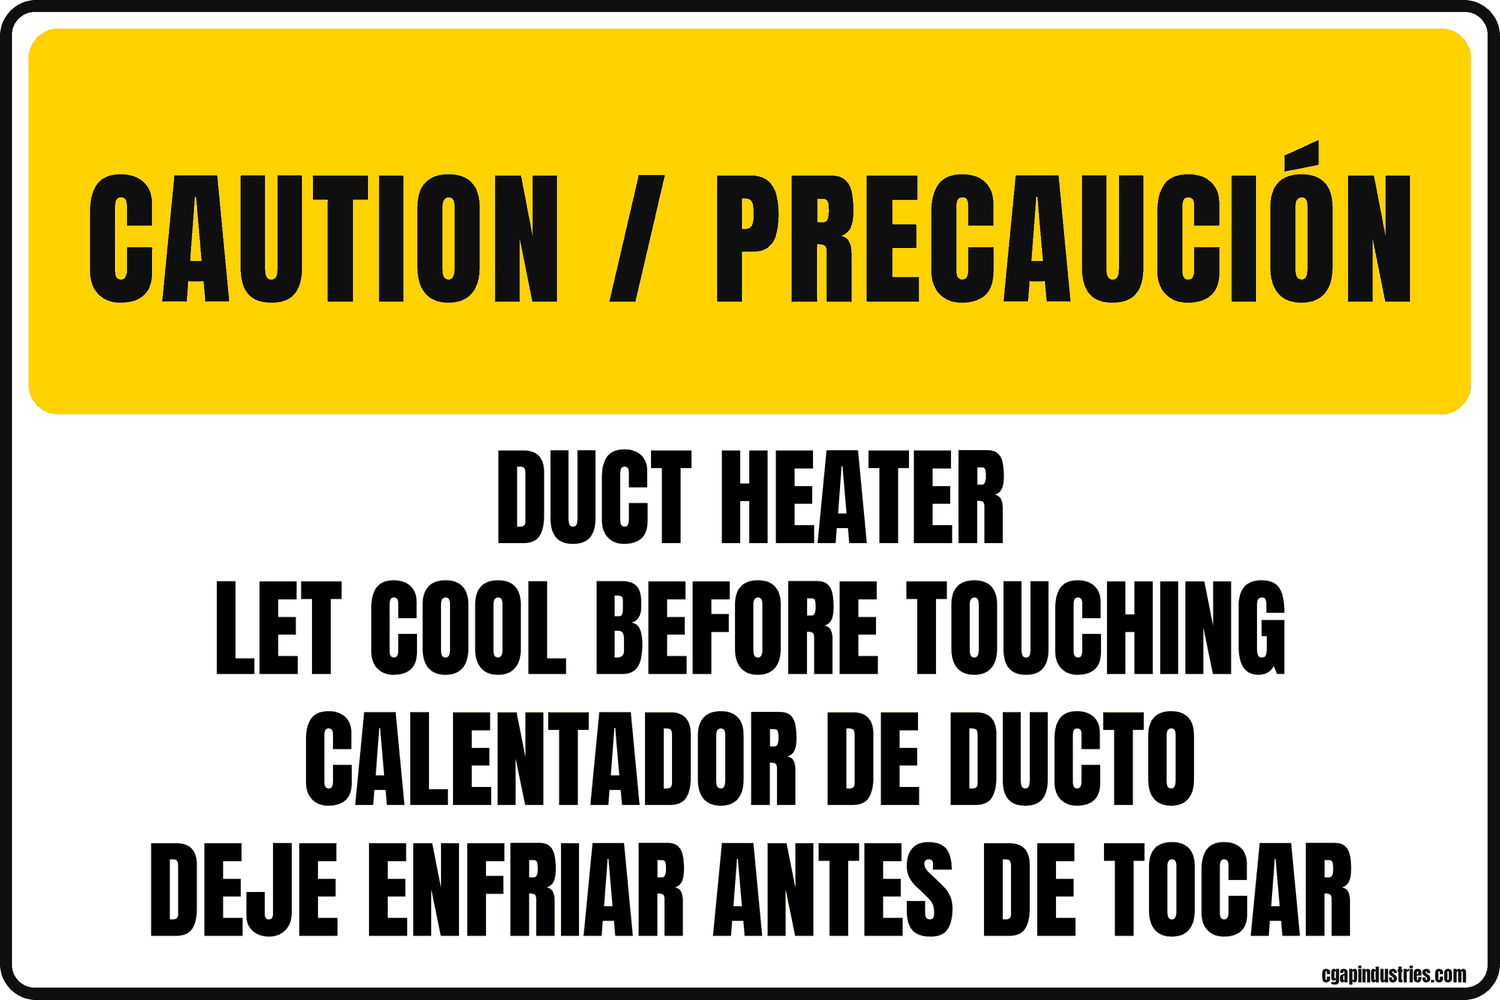 CAUTION / PRECAUCIÓN
DUCT HEATER
LET COOL BEFORE TOUCHING
CALENTADOR DE DUCTO
DEJE ENFRIAR ANTES DE TOCAR
cgapindustries.com